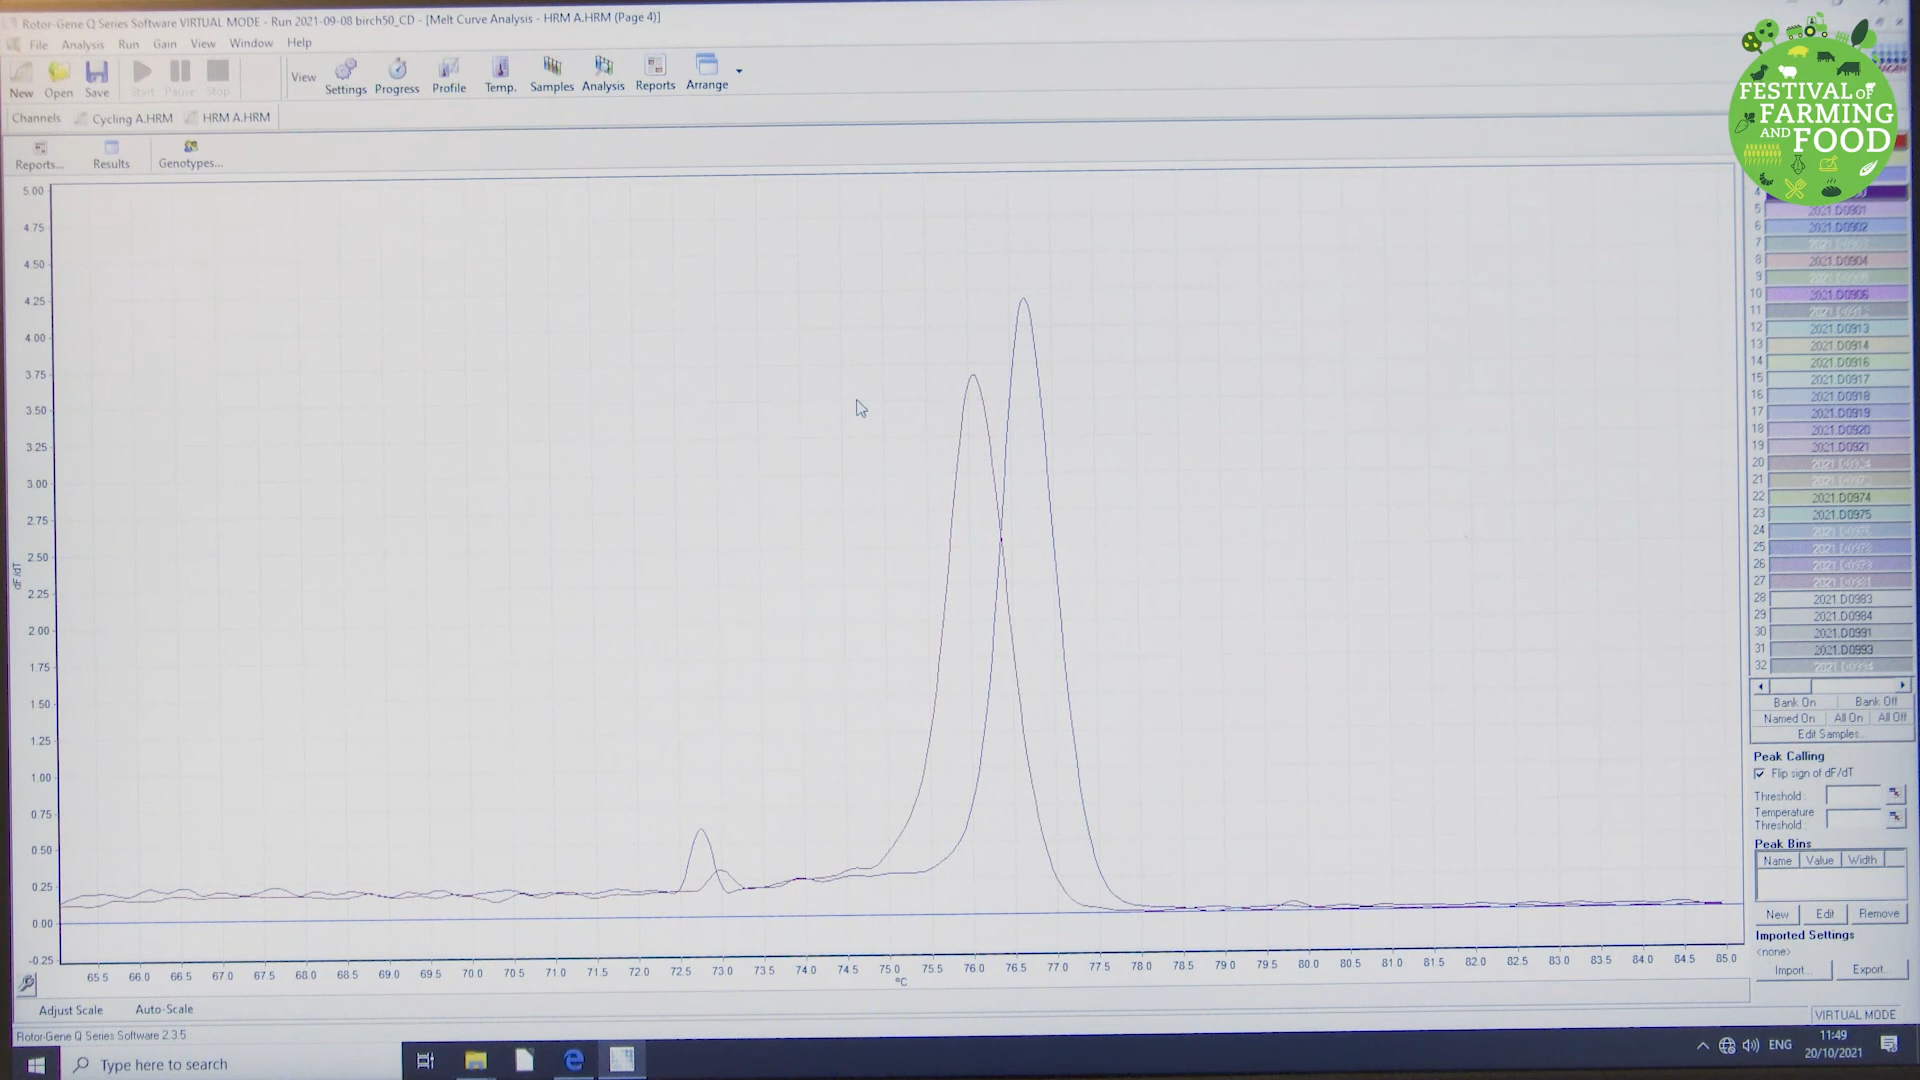 Rotor-Gene Q Series Software VIRTUAL MODE - Run 2021-09-08 birch50_CD - [Melt Curve Analysis - HRM A.HRM (Page 4)]
File Analysis Run Gain View Window Help
New Open Save Start Pause Stop View Settings Progress Profile Temp. Samples Analysis Reports Arrange
Channels Cycling A.HRM HRM A.HRM
Reports... Results Genotypes...
FESTIVAL OF
FARMING
AND FOOD
5.00
4.75
4.50
4.25
4.00
3.75
3.50
3.25
3.00
2.75
2.50
2.25
2.00
1.75
1.50
1.25
1.00
0.75
0.50
0.25
0.00
-0.25
dF/dT
65.5 66.0 66.5 67.0 67.5 68.0 68.5 69.0 69.5 70.0 70.5 71.0 71.5 72.0 72.5 73.0 73.5 74.0 74.5 75.0 75.5 76.0 76.5 77.0 77.5 78.0 78.5 79.0 79.5 80.0 80.5 81.0 81.5 82.0 82.5 83.0 83.5 84.0 84.5 85.0
ºC
4
5 2021.D0901
6 2021.D0902
7
8 2021.D0904
9
10 2021.D0906
11
12 2021.D0913
13 2021.D0914
14 2021.D0916
15 2021.D0917
16 2021.D0918
17 2021.D0919
18 2021.D0920
19 2021.D0921
20
21
22 2021.D0974
23 2021.D0975
24
25
26
27
28 2021.D0983
29 2021.D0984
30 2021.D0991
31 2021.D0993
32
Bank On Bank Off
Named On All On All Off
Edit Samples...
Peak Calling
Flip sign of dF/dT
Threshold :
Temperature
Threshold :
Peak Bins
Name Value Width
New Edit Remove
Imported Settings
<none>
Import... Export...
Adjust Scale Auto-Scale
VIRTUAL MODE
Rotor-Gene Q Series Software 2.3.5
Type here to search
ENG
11:49
20/10/2021